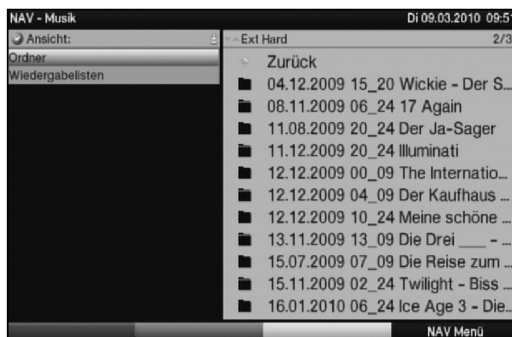 NAV - Musik
Di 09.03.2010 09:51
Ansicht:
Ordner
Wiedergabelisten
Ext Hard 2/3
Zurück
04.12.2009 15_20 Wickie - Der S...
08.11.2009 06_24 17 Again
11.08.2009 20_24 Der Ja-Sager
11.12.2009 20_24 Illuminati
12.12.2009 00_09 The Internatio...
12.12.2009 04_09 Der Kaufhaus ...
12.12.2009 10_24 Meine schöne ...
13.11.2009 13_09 Die Drei ___ - ...
15.07.2009 07_09 Die Reise zum ...
15.11.2009 02_24 Twilight - Biss ...
16.01.2010 06_24 Ice Age 3 - Die...
NAV Menü